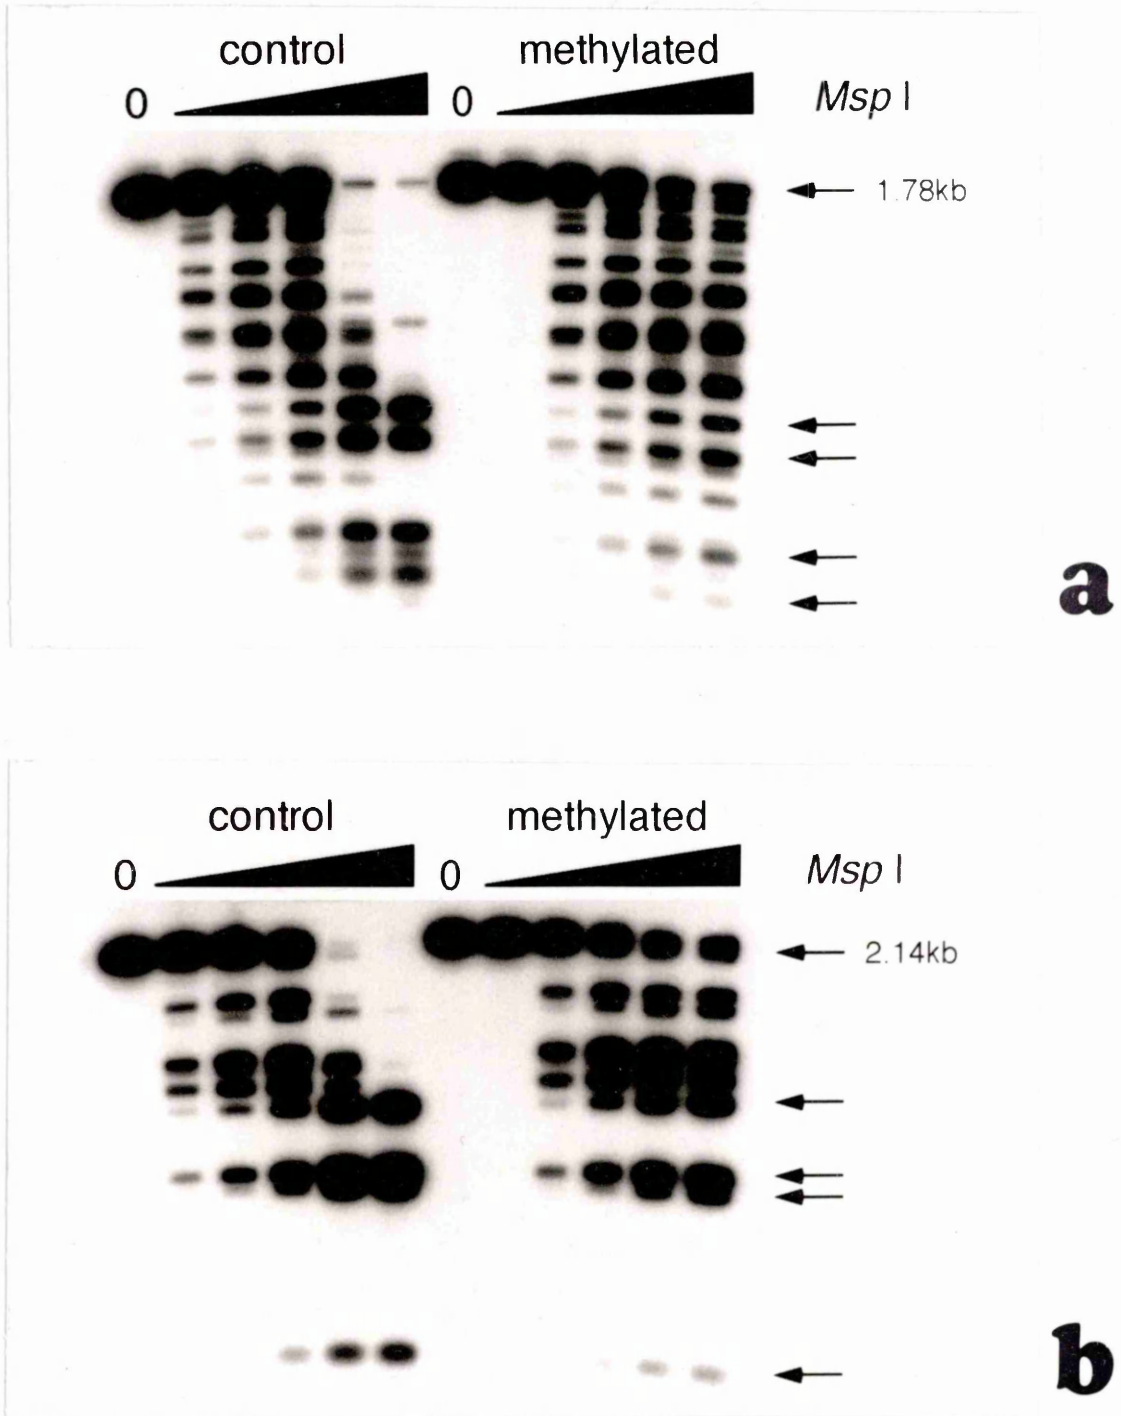 control methylated
0 0 Msp I
1.78kb
a
control methylated
0 0 Msp I
2.14kb
b